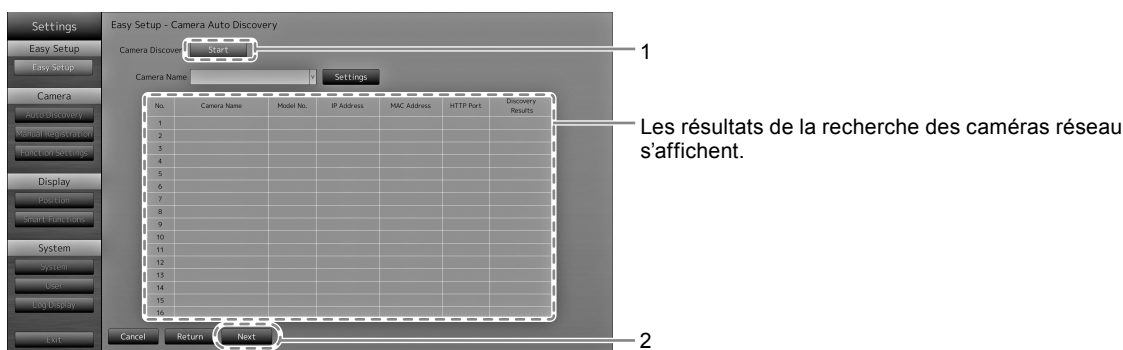 Settings
Easy Setup
Easy Setup
Camera
Auto Discovery
Manual Registration
Function Settings
Display
Position
Smart Functions
System
System
User
Log Display
Exit
Easy Setup - Camera Auto Discovery
Camera Discover Start
Camera Name Settings
No. Camera Name Model No. IP Address MAC Address HTTP Port Discovery Results
1
2
3
4
5
6
7
8
9
10
11
12
13
14
15
16
Cancel Return Next
1
Les résultats de la recherche des caméras réseau
s'affichent.
2